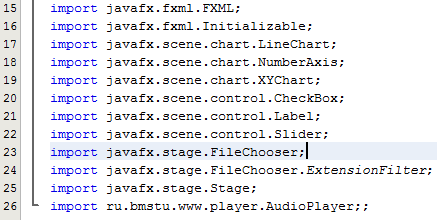 15 import javafx.fxml.FXML;
16 import javafx.fxml.Initializable;
17 import javafx.scene.chart.LineChart;
18 import javafx.scene.chart.NumberAxis;
19 import javafx.scene.chart.XYChart;
20 import javafx.scene.control.CheckBox;
21 import javafx.scene.control.Label;
22 import javafx.scene.control.Slider;
23 import javafx.stage.FileChooser;
24 import javafx.stage.FileChooser.ExtensionFilter;
25 import javafx.stage.Stage;
26 import ru.bmstu.www.player.AudioPlayer;;